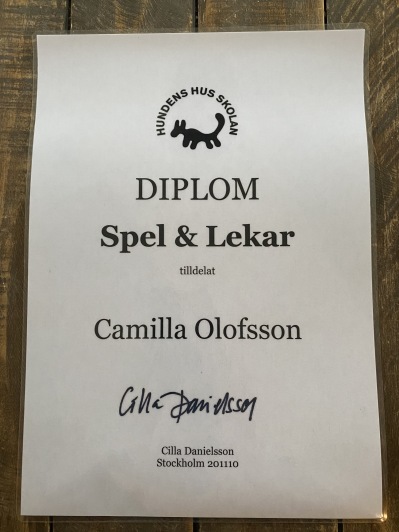 HUNDENS HUS SKOLAN
DIPLOM
Spel & Lekar
tilldelat
Camilla Olofsson
Cilla Danielsson
Cilla Danielsson
Stockholm 201110